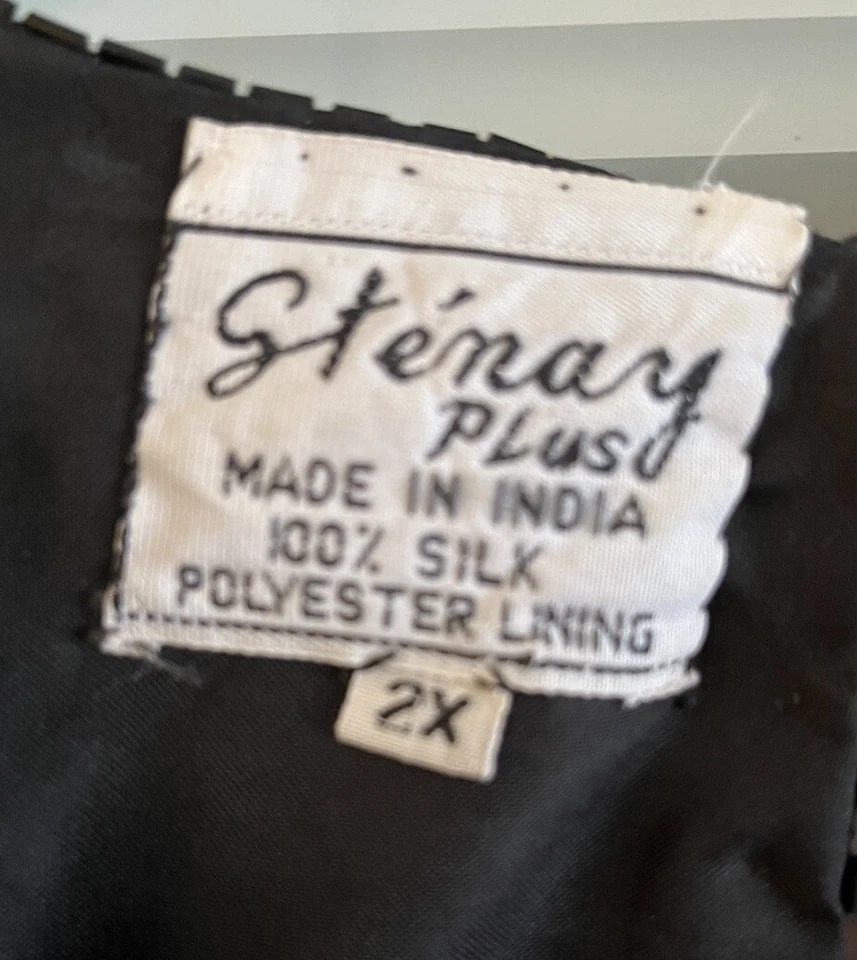 Sténay
PLus
MADE IN INDIA
100% SILK
POLYESTER LINING
2X